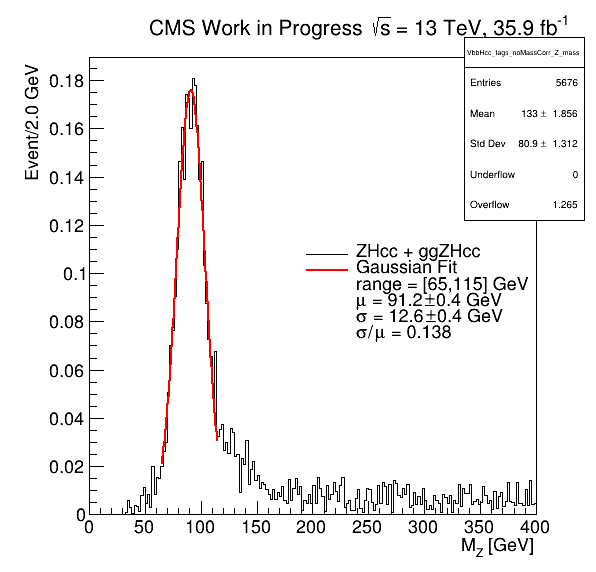 CMS Work in Progress √s = 13 TeV, 35.9 fb⁻¹
VbbHcc_tags_noMassCorr_Z_mass
Entries 5676
Mean 133 ± 1.856
Std Dev 80.9 ± 1.312
Underflow 0
Overflow 1.265
Event/2.0 GeV
0.18
0.16
0.14
0.12
0.1
0.08
0.06
0.04
0.02
0
ZHcc + ggZHcc
Gaussian Fit
range = [65,115] GeV
μ = 91.2±0.4 GeV
σ = 12.6±0.4 GeV
σ/μ = 0.138
0 50 100 150 200 250 300 350 400
M_Z [GeV]